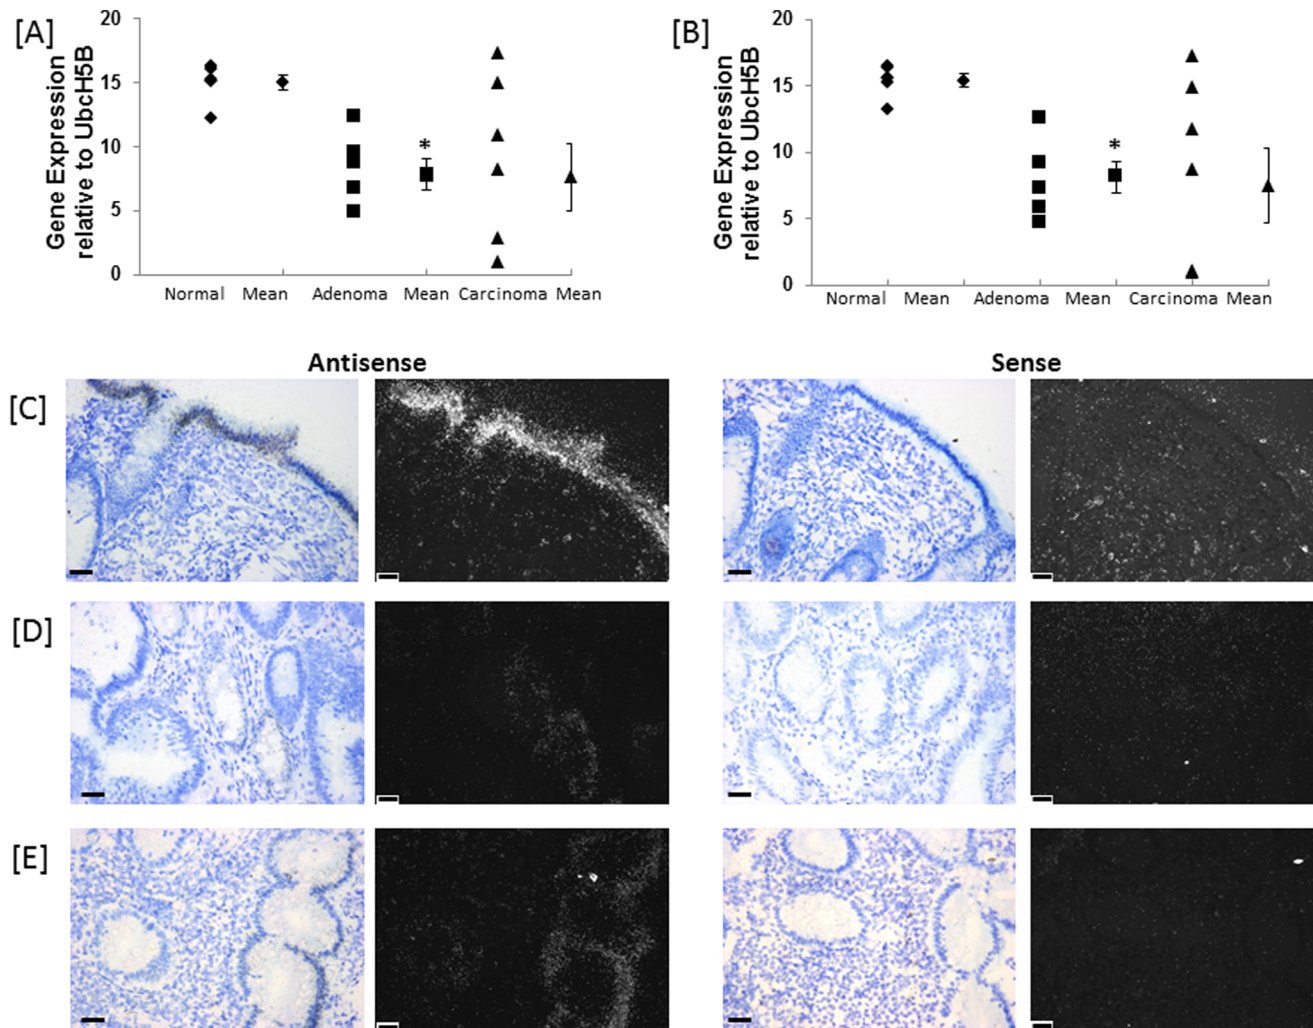 [A]
Gene Expression
relative to UbcH5B
20
15
10
5
0
*
Normal Mean Adenoma Mean Carcinoma Mean
[B]
Gene Expression
relative to UbcH5B
20
15
10
5
0
*
Normal Mean Adenoma Mean Carcinoma Mean
Antisense Sense
[C]
[D]
[E]